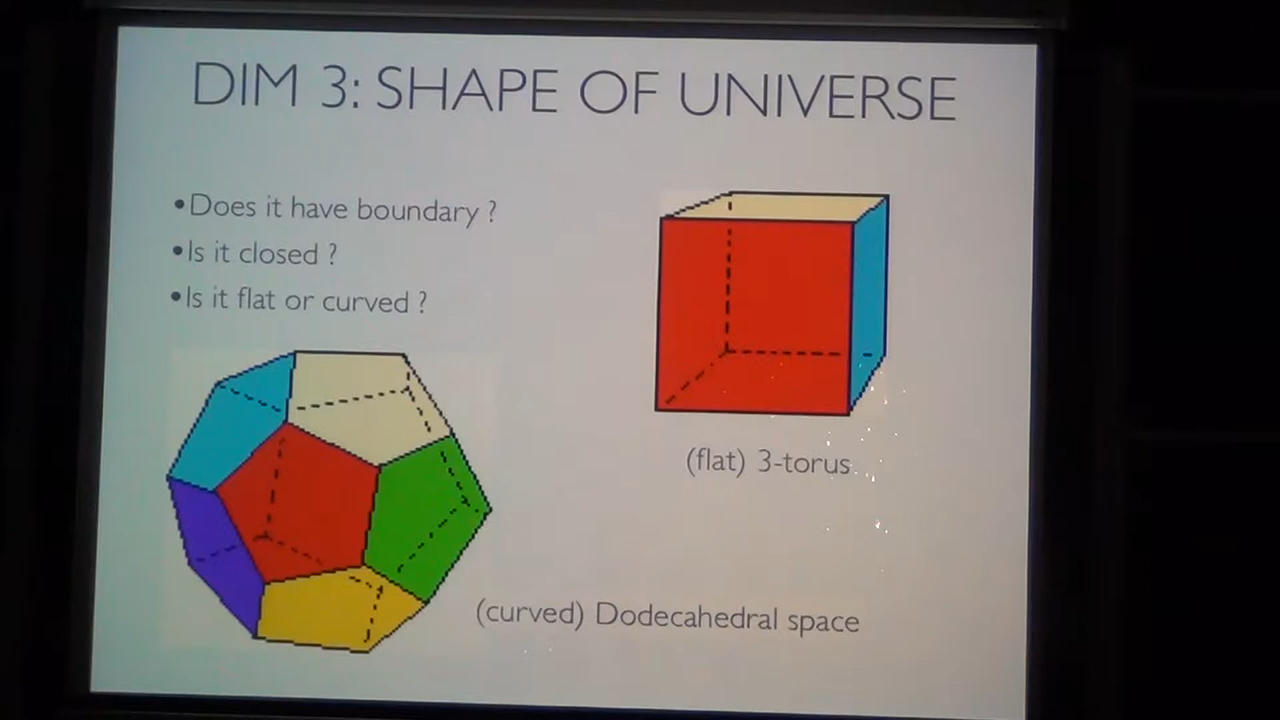 DIM 3: SHAPE OF UNIVERSE
•Does it have boundary ?
•Is it closed ?
•Is it flat or curved ?
(flat) 3-torus
(curved) Dodecahedral space